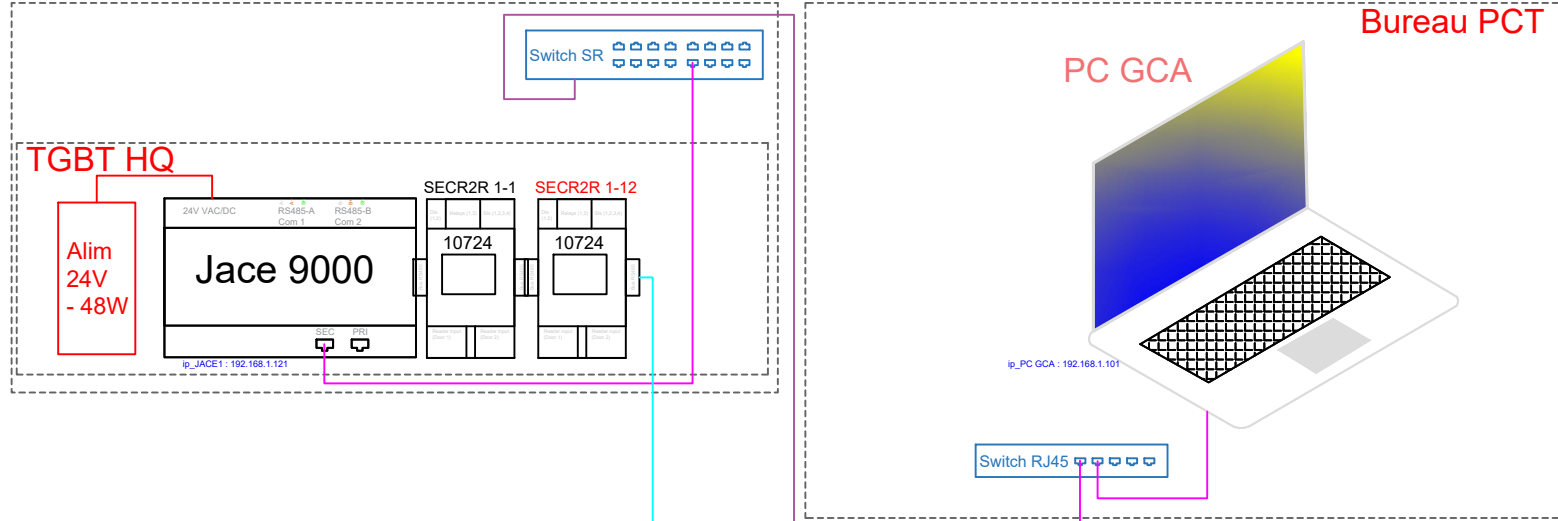 Bureau PCT
Switch SR
PC GCA
TGBT HQ
SECR2R 1-1
SECR2R 1-12
24V VAC/DC
RS485-A
Com 1
RS485-B
Com 2
Alim
24V
- 48W
Jace 9000
10724
10724
SEC
PRI
ip_JACE1 : 192.168.1.121
ip_PC GCA : 192.168.1.101
Switch RJ45